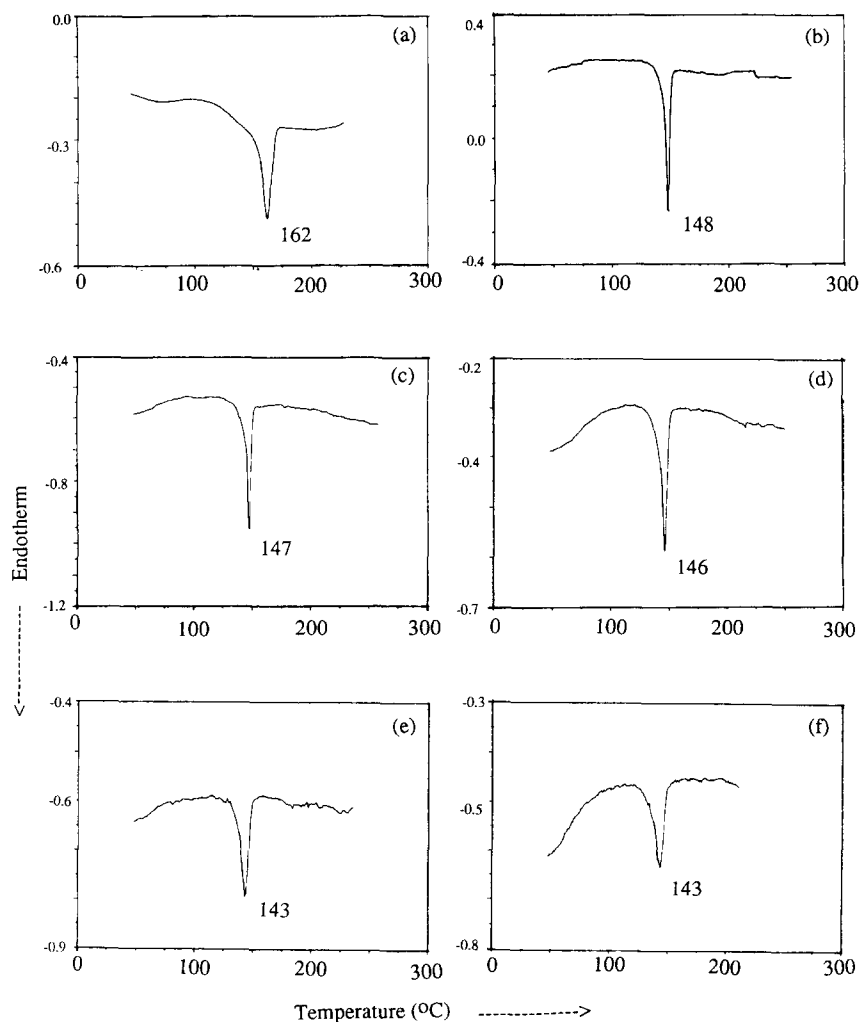 0.0
(a)
-0.3
162
-0.6
0 100 200 300
0.4
(b)
0.0
148
-0.4
0 100 200 300
-0.4
(c)
-0.8
147
-1.2
0 100 200 300
-0.2
(d)
-0.4
146
-0.7
0 100 200 300
-0.4
(e)
-0.6
143
-0.9
0 100 200 300
-0.3
(f)
-0.5
143
-0.8
0 100 200 300
<-------- Endotherm
Temperature (°C) ---------->